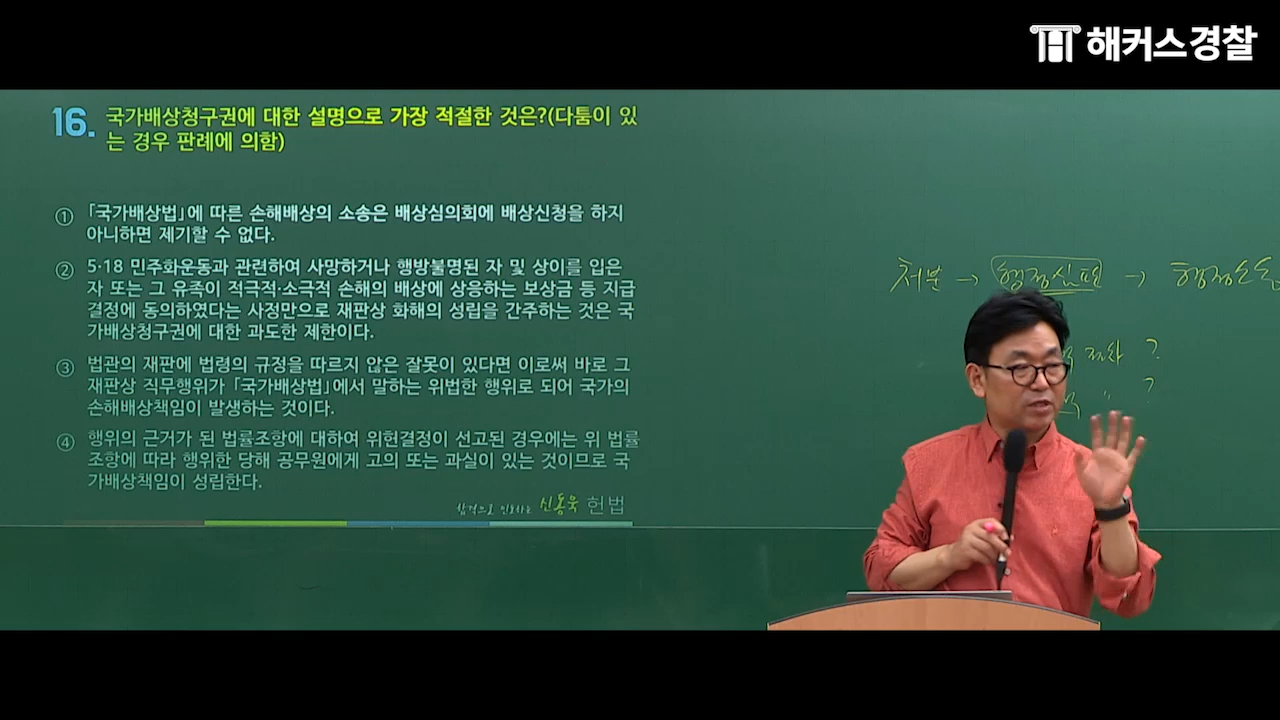 해커스경찰
16. 국가배상청구권에 대한 설명으로 가장 적절한 것은?(다툼이 있
는 경우 판례에 의함)
① 「국가배상법」에 따른 손해배상의 소송은 배상심의회에 배상신청을 하지
아니하면 제기할 수 없다.
② 5·18 민주화운동과 관련하여 사망하거나 행방불명된 자 및 상이를 입은
자 또는 그 유족이 적극적·소극적 손해의 배상에 상응하는 보상금 등 지급
결정에 동의하였다는 사정만으로 재판상 화해의 성립을 간주하는 것은 국
가배상청구권에 대한 과도한 제한이다.
③ 법관의 재판에 법령의 규정을 따르지 않은 잘못이 있다면 이로써 바로 그
재판상 직무행위가 「국가배상법」에서 말하는 위법한 행위로 되어 국가의
손해배상책임이 발생하는 것이다.
④ 행위의 근거가 된 법률조항에 대하여 위헌결정이 선고된 경우에는 위 법률
조항에 따라 행위한 당해 공무원에게 고의 또는 과실이 있는 것이므로 국
가배상책임이 성립한다.
합격으로 인도하는 신동욱 헌법
처분 → 행정심판 → 행정소송
?
?